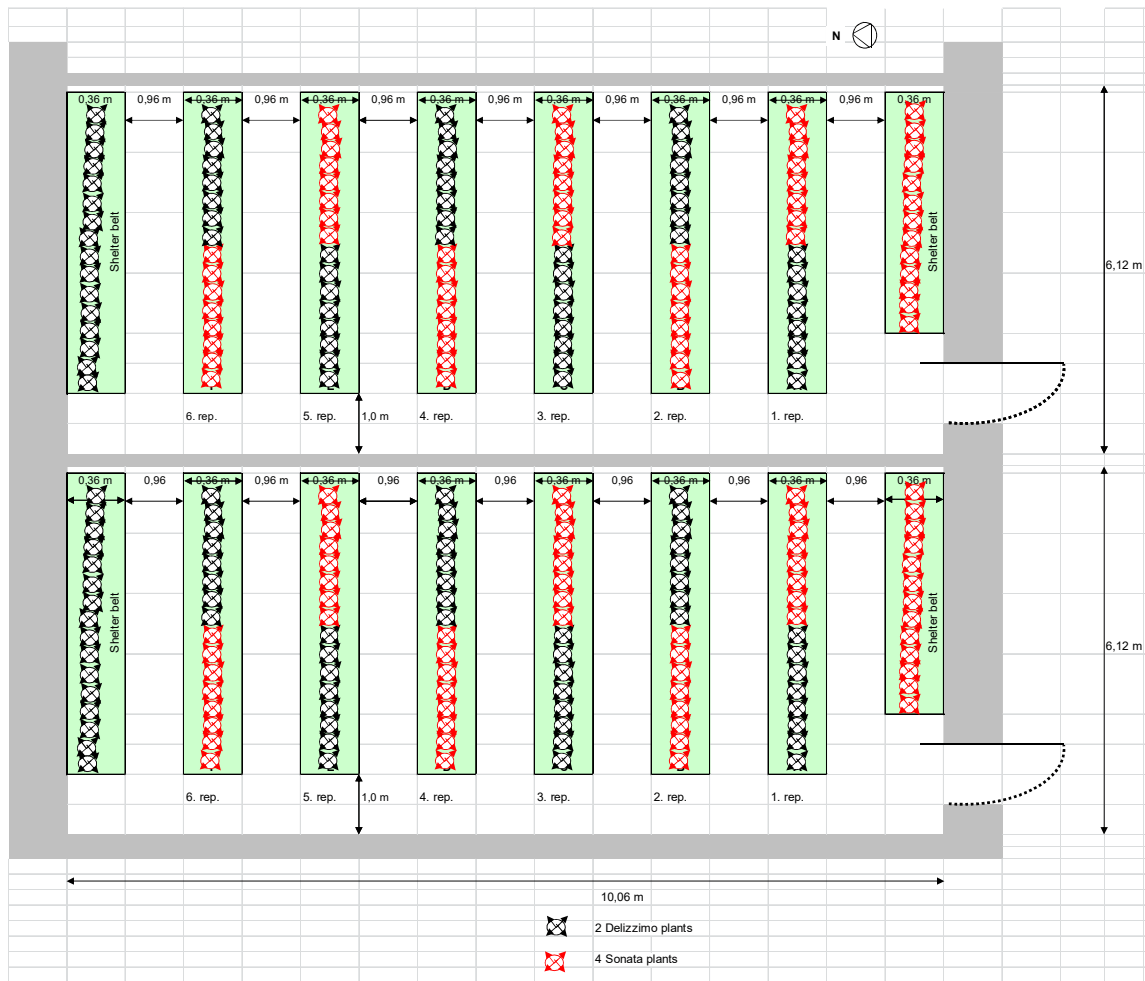 N
0,36 m 0,96 m 0,36 m 0,96 m 0,36 m 0,96 m 0,36 m 0,96 m 0,36 m 0,96 m 0,36 m 0,96 m 0,36 m 0,96 m 0,36 m
Shelter belt
Shelter belt
6,12 m
6. rep. 5. rep. 1,0 m 4. rep. 3. rep. 2. rep. 1. rep.
0,36 m 0,96 0,36 m 0,96 m 0,36 m 0,96 0,36 m 0,96 0,36 m 0,96 0,36 m 0,96 0,36 m 0,96 0,36 m
Shelter belt
Shelter belt
6,12 m
6. rep. 5. rep. 1,0 m 4. rep. 3. rep. 2. rep. 1. rep.
10,06 m
2 Delizzimo plants
4 Sonata plants